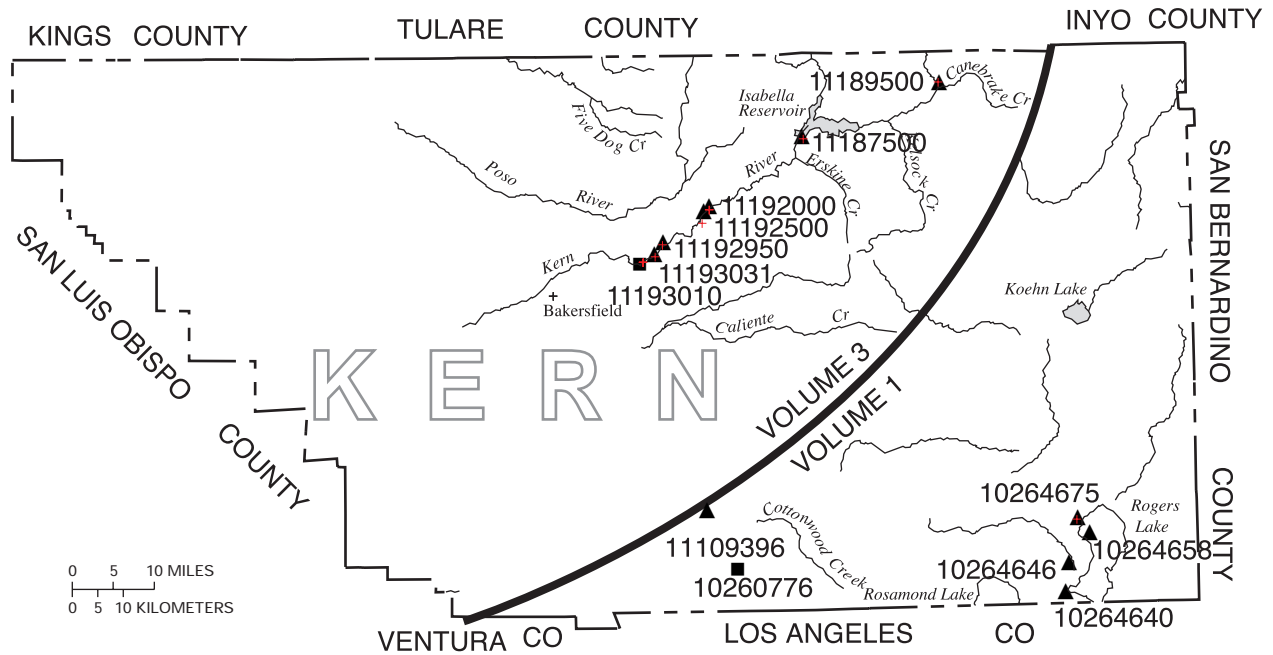 INYO COUNTY
KINGS COUNTY
TULARE COUNTY
11189500
Canebrake Cr
Isabella
Reservoir
Five Dog Cr
11187500
Erskine Cr
SAN BERNARDINO
COUNTY
Poso River
River
11192000
11192500
11192950
11193031
11193010
Kern
Bakersfield
SAN LUIS OBISPO
COUNTY
Koehn Lake
Caliente Cr
KERN
VOLUME 3
VOLUME 1
10264675
Rogers
Lake
Cottonwood Creek
11109396
10260776
10264658
10264646
Rosamond Lake
10264640
0 5 10 MILES
0 5 10 KILOMETERS
VENTURA CO
LOS ANGELES CO